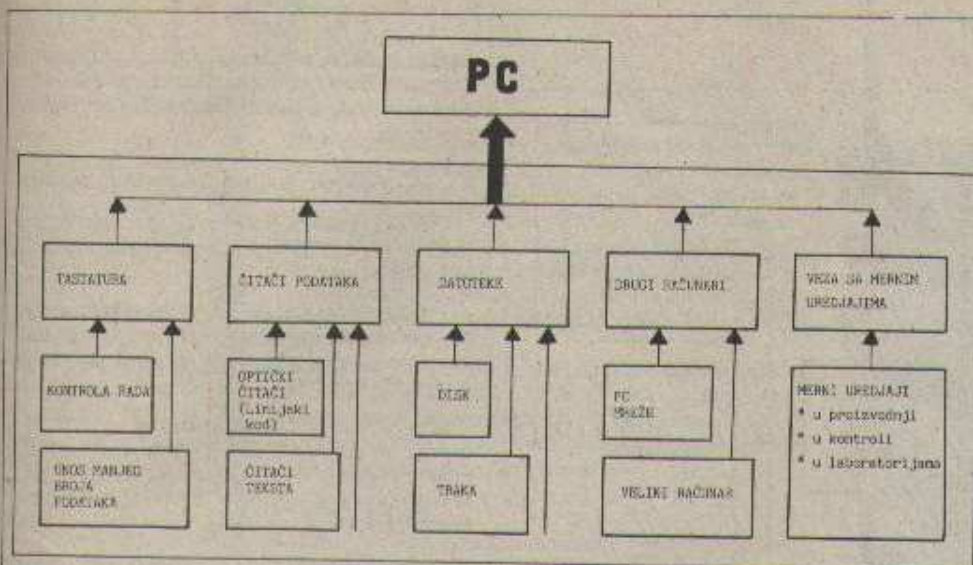 PC
TASTATURA
ČITAČI PODATAKA
DATOTEKE
DRUGI RAČUNARI
VEZA SA MERNIM
UREDJAJIMA
KONTROLA RADA
OPTIČKI
ČITAČI
(Linijski
kod)
DISK
PC
MREŽE
MERNI UREDJAJI
* u proizvodnji
* u kontroli
* u laboratorijama
UNOS MANJEG
BROJA
PODATAKA
ČITAČI
TEKSTA
TRAKA
VELIKI RAČUNAR